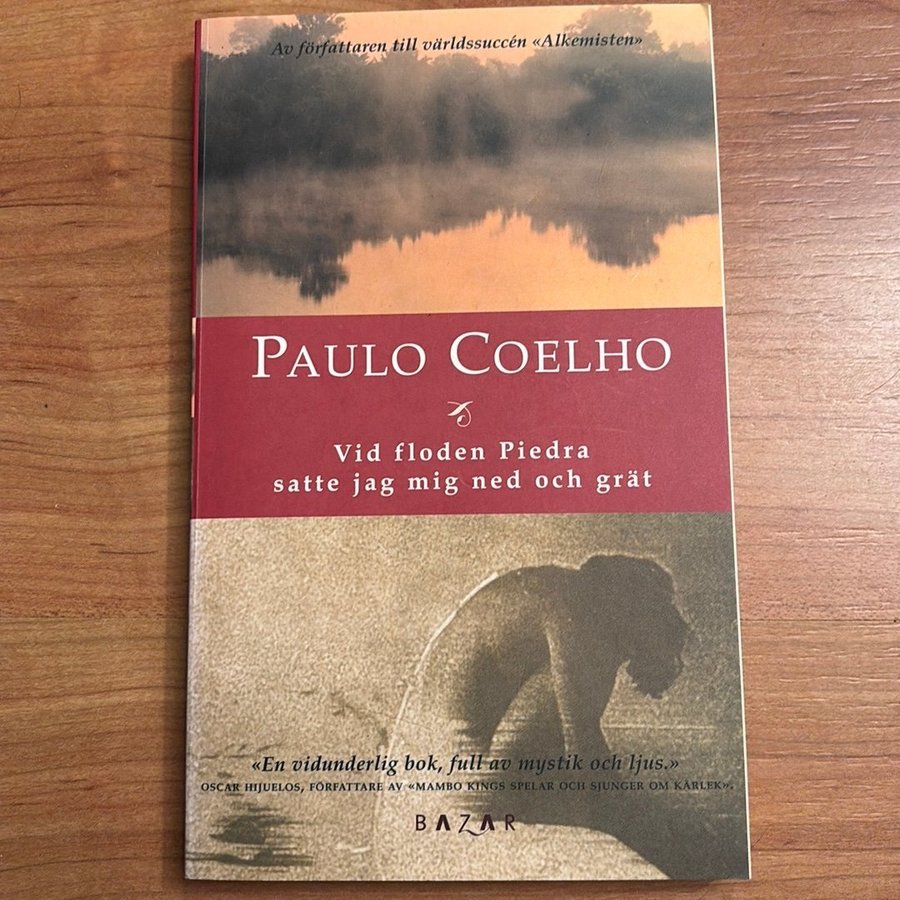 Av författaren till världssuccén «Alkemisten»
PAULO COELHO
Vid floden Piedra
satte jag mig ned och grät
«En vidunderlig bok, full av mystik och ljus.»
OSCAR HIJUELOS, FÖRFATTARE AV «MAMBO KINGS SPELAR OCH SJUNGER OM KÄRLEK».
BAZAR